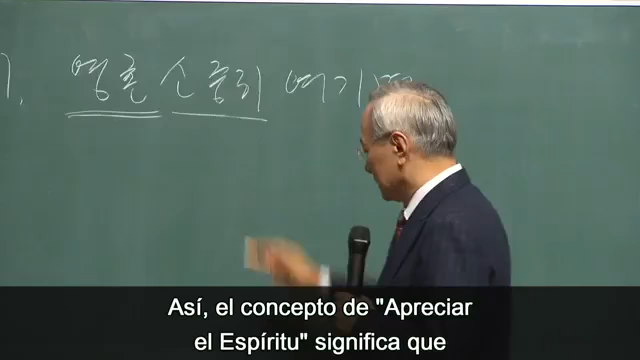 영혼 소중히 여기
Así, el concepto de "Apreciar
el Espíritu" significa que